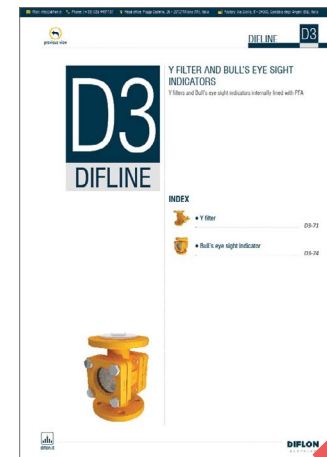 previous view
DIFLINE
D3
Y FILTER AND BULL'S EYE SIGHT
INDICATORS
Y filters and Bull's eye sight indicators internally lined with PFA
D3
DIFLINE
INDEX
• Y filter
D3-71
• Bull's eye sight indicator
D3-74
diflon.it
DIFLON